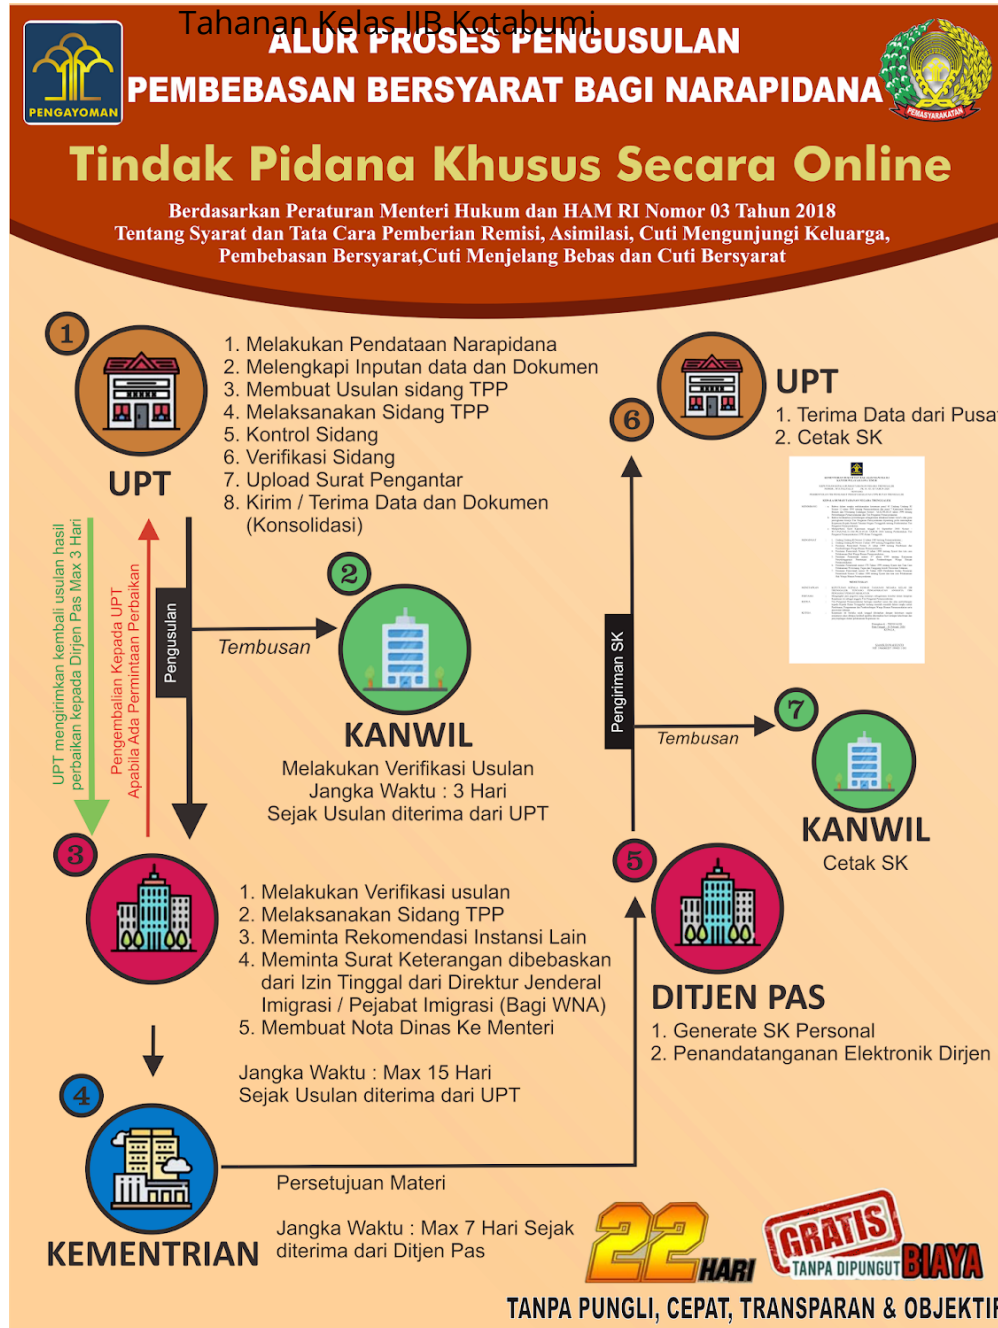 Tahanan Kelas IIB Kotabumi
ALUR PROSES PENGUSULAN
PEMBEBASAN BERSYARAT BAGI NARAPIDANA
PENGAYOMAN
PEMASYARAKATAN
Tindak Pidana Khusus Secara Online
Berdasarkan Peraturan Menteri Hukum dan HAM RI Nomor 03 Tahun 2018
Tentang Syarat dan Tata Cara Pemberian Remisi, Asimilasi, Cuti Mengunjungi Keluarga,
Pembebasan Bersyarat,Cuti Menjelang Bebas dan Cuti Bersyarat
1
UPT
1. Melakukan Pendataan Narapidana
2. Melengkapi Inputan data dan Dokumen
3. Membuat Usulan sidang TPP
4. Melaksanakan Sidang TPP
5. Kontrol Sidang
6. Verifikasi Sidang
7. Upload Surat Pengantar
8. Kirim / Terima Data dan Dokumen
(Konsolidasi)
UPT mengirimkan kembali usulan hasil
perbaikan kepada Dirjen Pas Max 3 Hari
Pengembalian Kepada UPT
Apabila Ada Permintaan Perbaikan
Pengusulan
Tembusan
2
KANWIL
Melakukan Verifikasi Usulan
Jangka Waktu : 3 Hari
Sejak Usulan diterima dari UPT
3
1. Melakukan Verifikasi usulan
2. Melaksanakan Sidang TPP
3. Meminta Rekomendasi Instansi Lain
4. Meminta Surat Keterangan dibebaskan
dari Izin Tinggal dari Direktur Jenderal
Imigrasi / Pejabat Imigrasi (Bagi WNA)
5. Membuat Nota Dinas Ke Menteri
Jangka Waktu : Max 15 Hari
Sejak Usulan diterima dari UPT
4
KEMENTRIAN
Persetujuan Materi
Jangka Waktu : Max 7 Hari Sejak
diterima dari Ditjen Pas
5
DITJEN PAS
1. Generate SK Personal
2. Penandatanganan Elektronik Dirjen
Pengiriman SK
6
UPT
1. Terima Data dari Pusa
2. Cetak SK
Tembusan
7
KANWIL
Cetak SK
22 HARI
GRATIS
TANPA DIPUNGUT BIAYA
TANPA PUNGLI, CEPAT, TRANSPARAN & OBJEKTIF